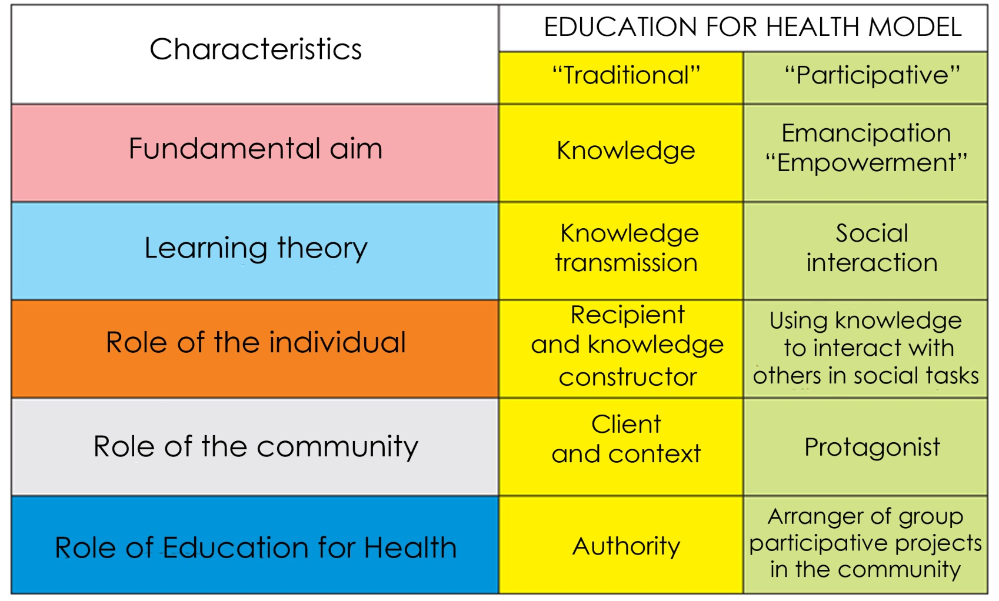 Characteristics
EDUCATION FOR HEALTH MODEL
“Traditional”
“Participative”
Fundamental aim
Knowledge
Emancipation
“Empowerment”
Learning theory
Knowledge
transmission
Social
interaction
Role of the individual
Recipient
and knowledge
constructor
Using knowledge
to interact with
others in social tasks
Role of the community
Client
and context
Protagonist
Role of Education for Health
Authority
Arranger of group
participative projects
in the community